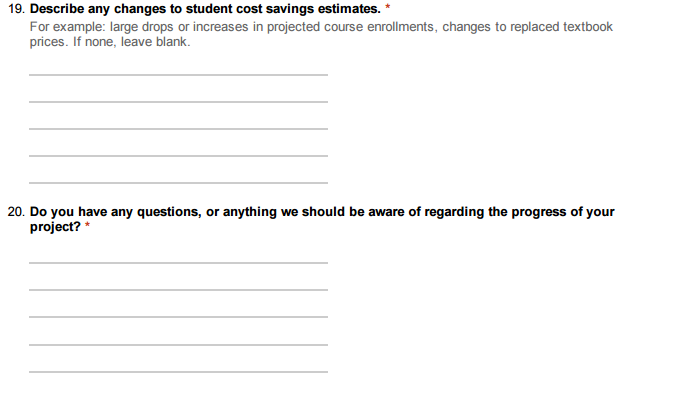 19. Describe any changes to student cost savings estimates. *
For example: large drops or increases in projected course enrollments, changes to replaced textbook
prices. If none, leave blank.
20. Do you have any questions, or anything we should be aware of regarding the progress of your
project? *